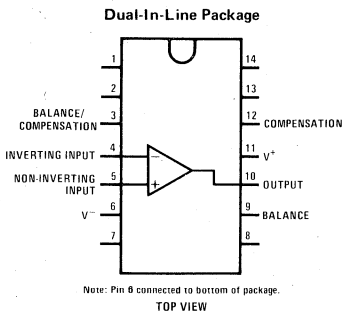 Dual-In-Line Package
1
14
2
13
BALANCE/
COMPENSATION
3
12
COMPENSATION
INVERTING INPUT
4
11
V+
NON-INVERTING
INPUT
5
10
OUTPUT
V−
6
9
BALANCE
7
8
Note: Pin 6 connected to bottom of package.
TOP VIEW